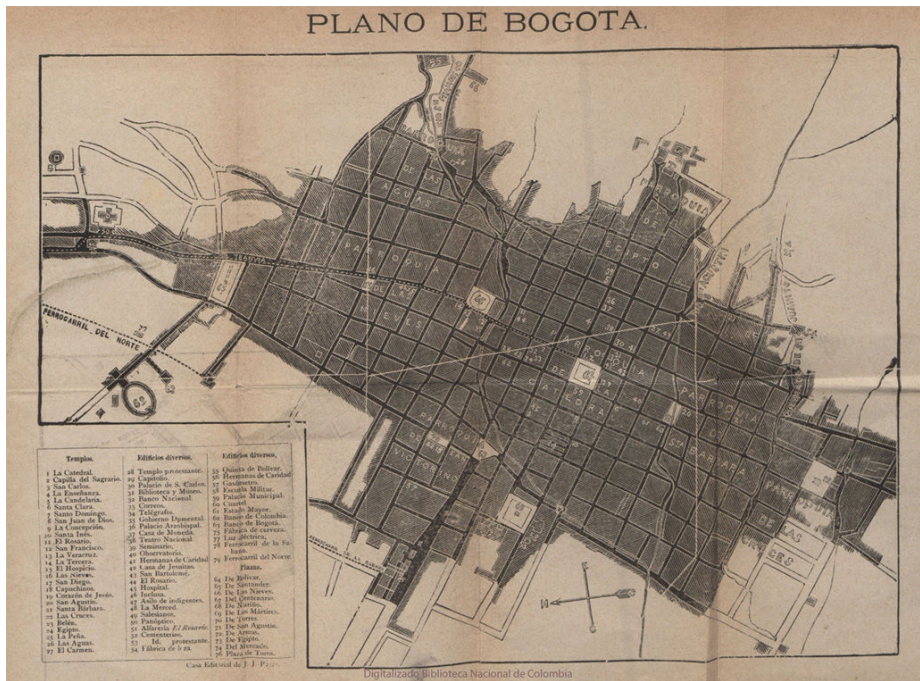 PLANO DE BOGOTA.
PARROQUIA
DE LAS
AGUAS
PARROQUIA
DE LAS
NIEVES
PARROQUIA
DE
EGIPTO
TRANVIA
FERROCARRIL DEL NORTE
CATEDRAL
PARROQUIA
BARBARA
PARROQUIA
LAS
CRUCES
Templos.
1 La Catedral.
2 Capilla del Sagrario.
3 San Carlos.
4 La Enseñanza.
5 La Candelaria.
6 Santa Clara.
7 Santo Domingo.
8 San Juan de Dios.
9 La Concepción.
10 Santa Inés.
11 El Rosario.
12 San Francisco.
13 La Veracruz.
14 La Tercera.
15 El Hospicio.
16 Las Nieves.
17 San Diego.
18 Capuchinos.
19 Corazón de Jesús.
20 San Agustín.
21 Santa Bárbara.
22 Las Cruces.
23 Belén.
24 Egipto.
25 La Peña.
26 Las Aguas.
27 El Carmen.
Edificios diversos.
28 Templo protestante.
29 Capitolio.
30 Palacio de S. Carlos.
31 Biblioteca y Museo.
32 Banco Nacional.
33 Correos.
34 Telégrafo.
35 Gobierno Dpmental.
36 Palacio Arzobispal.
37 Casa de Moneda.
38 Teatro Nacional.
39 Seminario.
40 Observatorio.
41 Hermanas de Caridad
42 Casa de Jesuitas.
43 San Bartolomé.
44 El Rosario.
45 Hospital.
46 Inclusa.
47 Asilo de indigentes.
48 La Merced.
49 Salesianos.
50 Panóptico.
51 Alfarería El Rosario.
52 Cementerio.
53 Id. protestante.
54 Fábrica de
Edificios diversos.
55 Quinta de Bolívar.
56 Hermanas de Caridad
57 Gasómetro.
58 Escuela Militar.
59 Palacio Municipal.
60 Cuartel
61 Estado Mayor.
62 Banco de Colombia.
63 Banco de Bogotá.
75 Fábrica de cerveza.
77 Luz eléctrica.
78 Ferrocarril de la Sabana.
79 Ferrocarril del Norte.
Plazas.
64 De Bolívar.
65 De Santander.
66 De Las Nieves.
67 Del Centenario.
68 De Nariño.
69 De Los Mártires.
70 De Torres.
71 De San Agustín.
72 De Armas.
73 De Egipto.
74 Del Mercado.
76 Plaza de Toros.
Casa Editorial de J. J. Pérez.
Digitalizado Biblioteca Nacional de Colombia